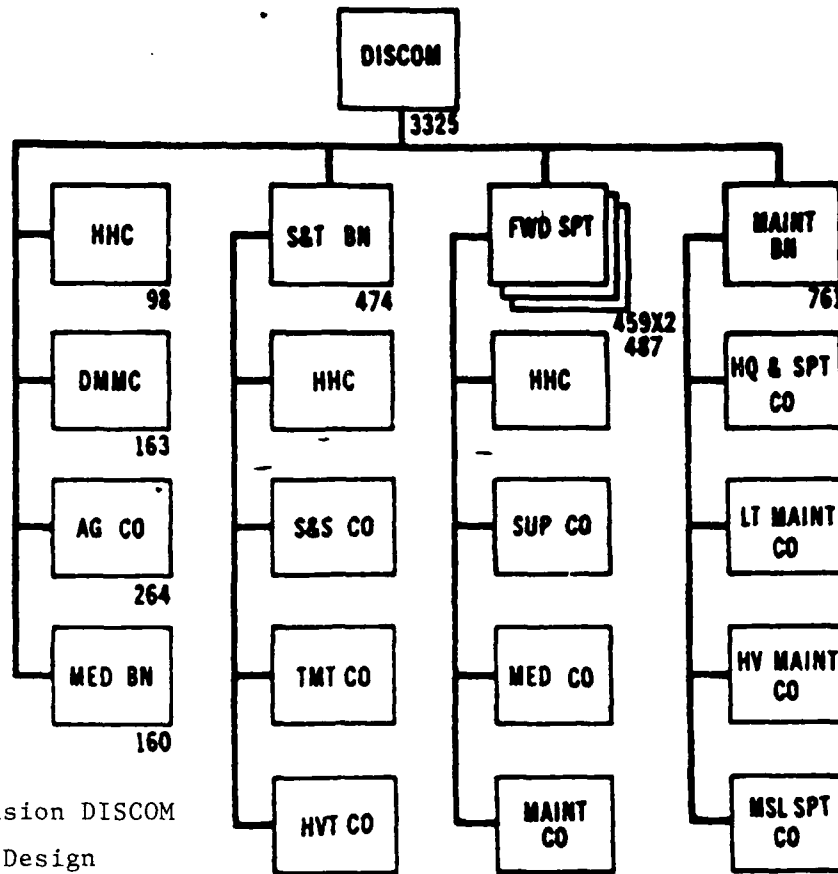 DISCOM
3325
HHC
98
DMMC
163
AG CO
264
MED BN
160
S&T BN
474
HHC
S&S CO
TMT CO
HVT CO
FWD SPT
459X2
487
HHC
SUP CO
MED CO
MAINT
CO
MAINT
BN
761
HQ & SPT
CO
LT MAINT
CO
HV MAINT
CO
MSL SPT
CO
sion DISCOM
Design